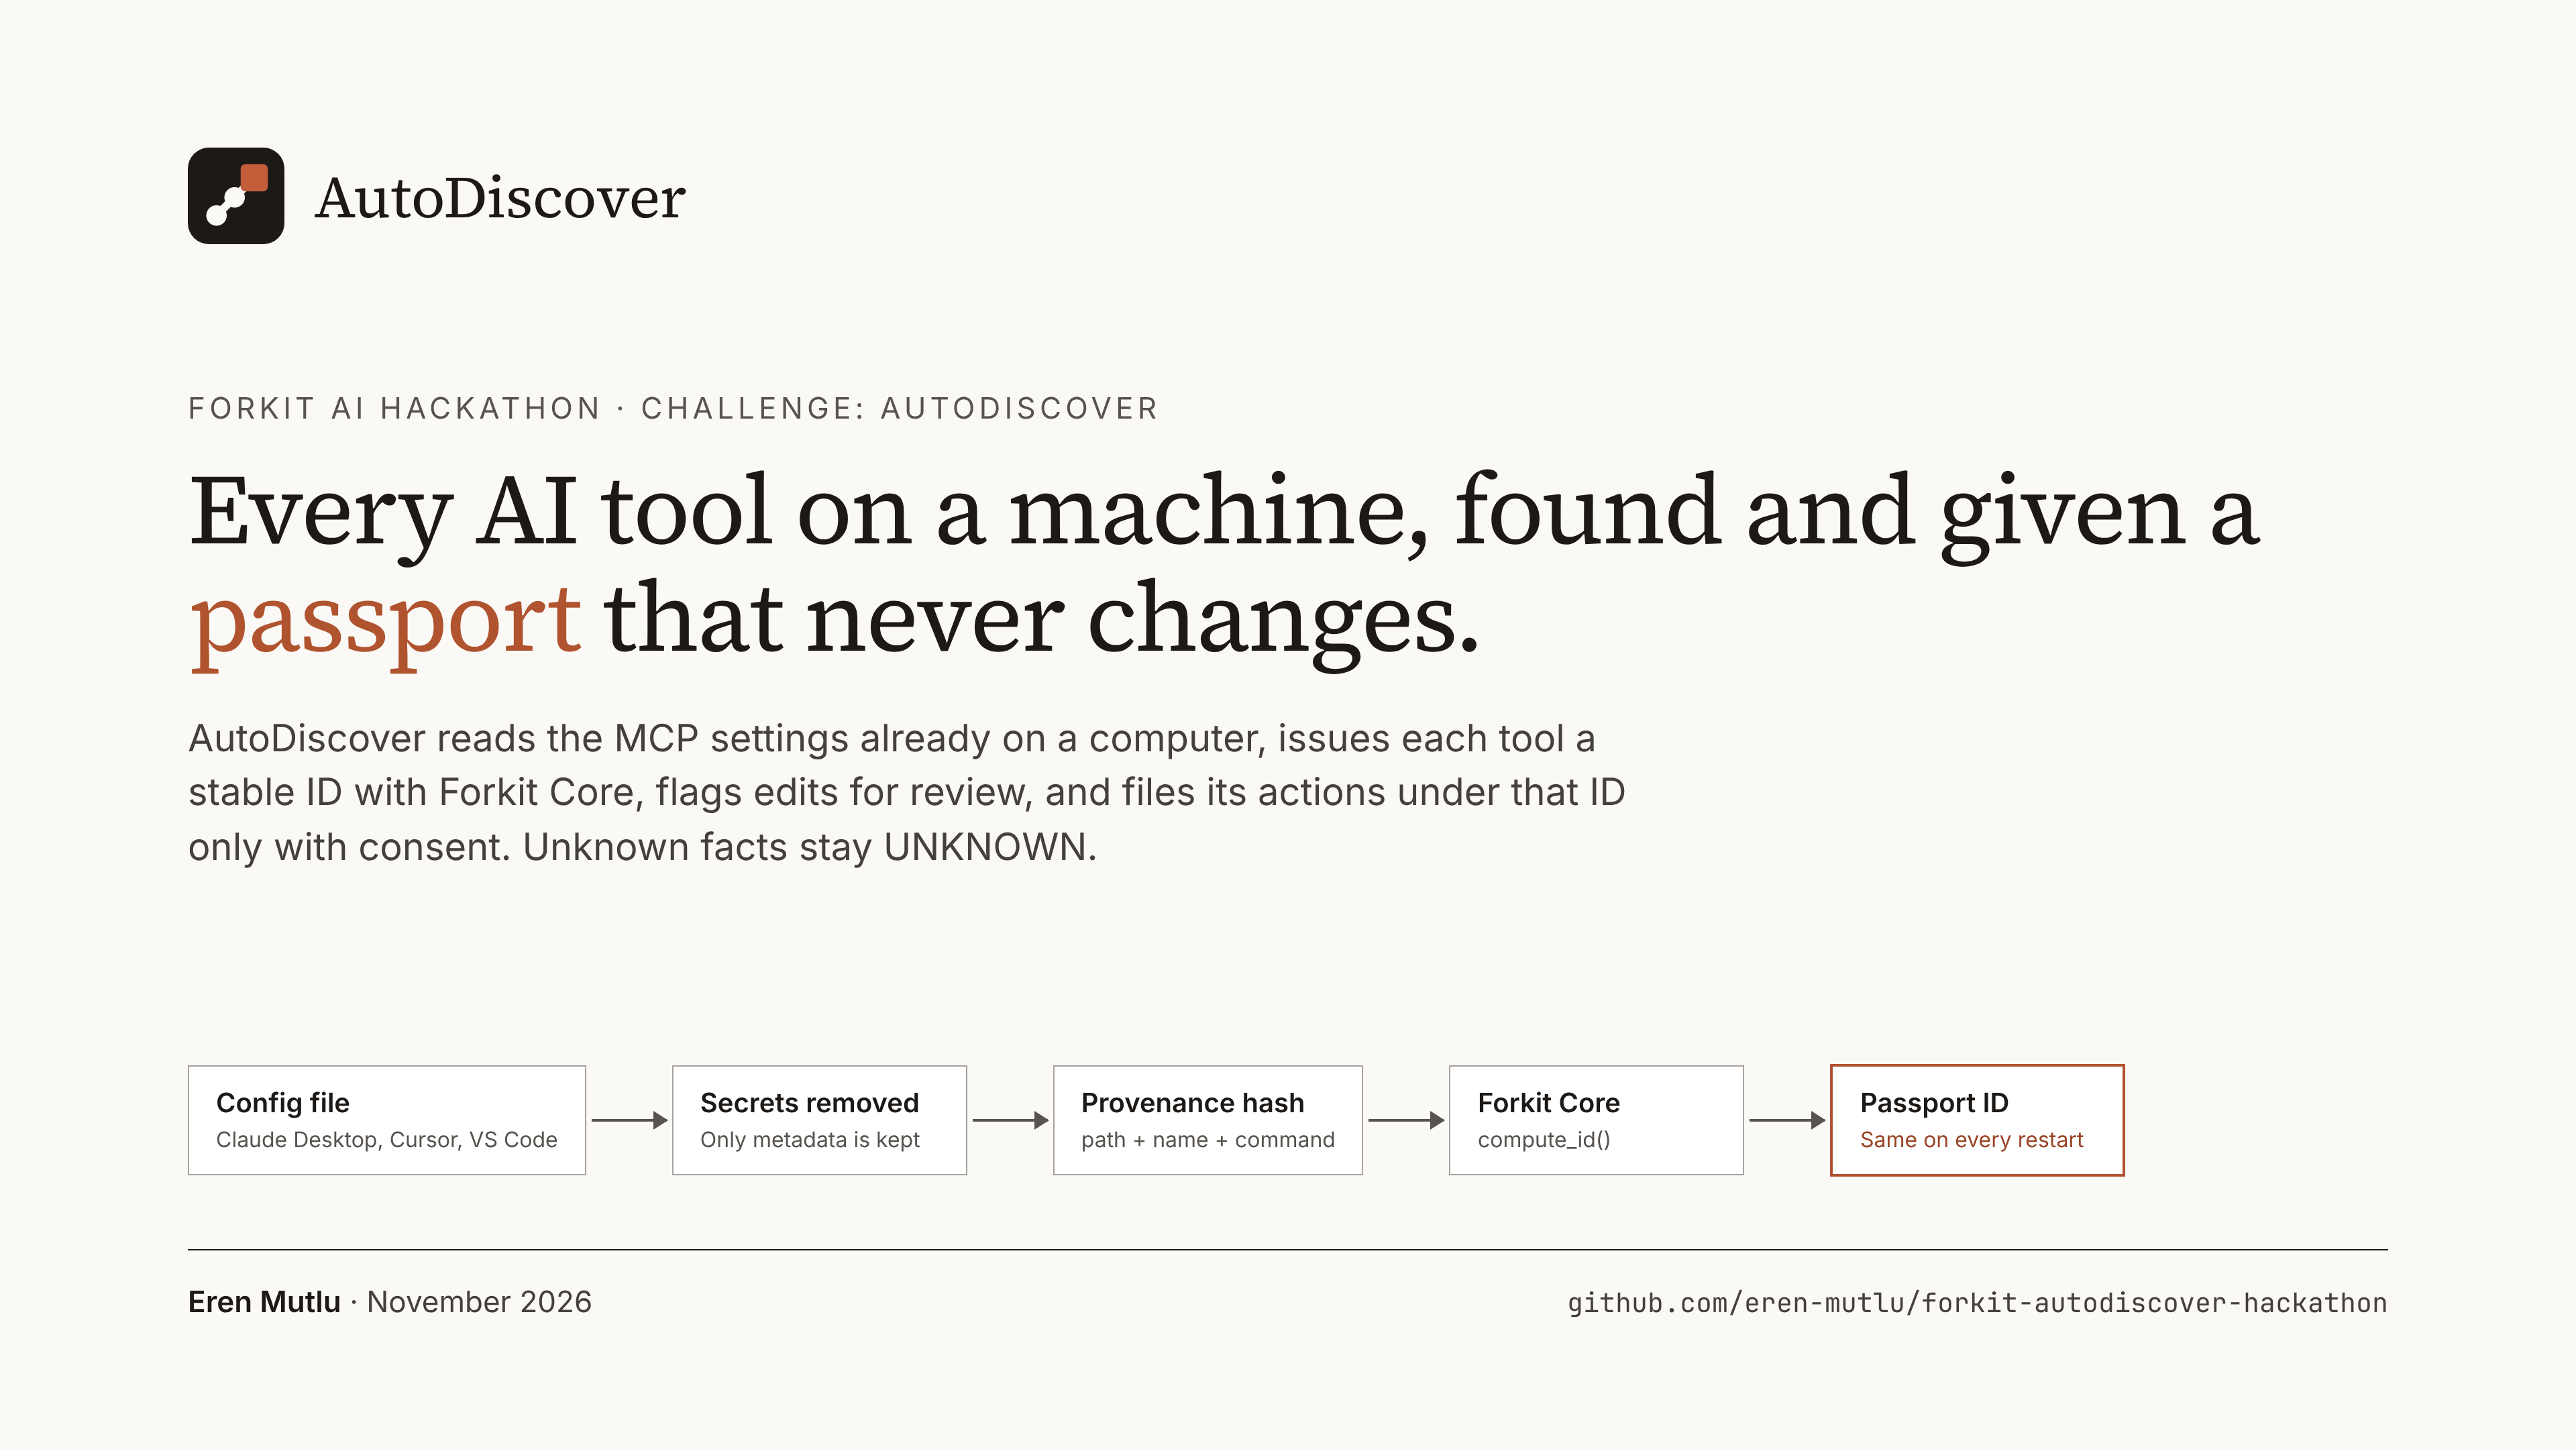 AutoDiscover
FORKIT AI HACKATHON · CHALLENGE: AUTODISCOVER
Every AI tool on a machine, found and given a
passport that never changes.
AutoDiscover reads the MCP settings already on a computer, issues each tool a
stable ID with Forkit Core, flags edits for review, and files its actions under that ID
only with consent. Unknown facts stay UNKNOWN.
Config file
Claude Desktop, Cursor, VS Code
Secrets removed
Only metadata is kept
Provenance hash
path + name + command
Forkit Core
compute_id()
Passport ID
Same on every restart
Eren Mutlu · November 2026
github.com/eren-mutlu/forkit-autodiscover-hackathon